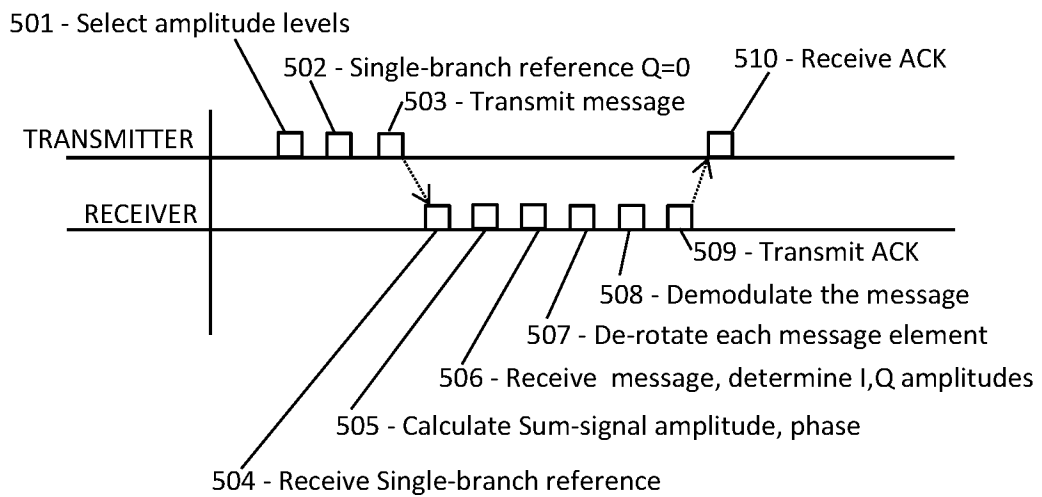 501 - Select amplitude levels
502 - Single-branch reference Q=0
503 - Transmit message
510 - Receive ACK
TRANSMITTER
RECEIVER
509 - Transmit ACK
508 - Demodulate the message
507 - De-rotate each message element
506 - Receive message, determine I,Q amplitudes
505 - Calculate Sum-signal amplitude, phase
504 - Receive Single-branch reference